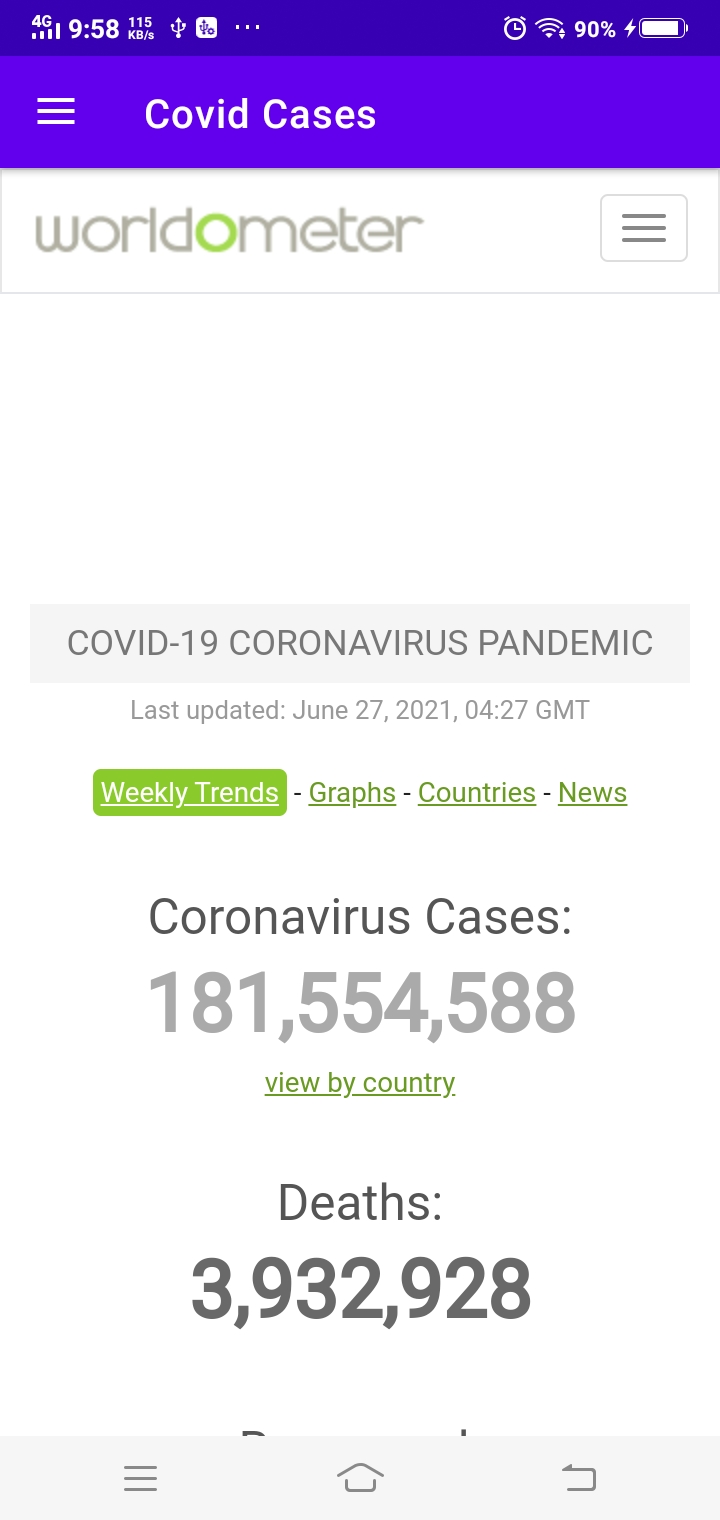 4G 9:58 115 KB/s ... 90%
Covid Cases
worldometer
COVID-19 CORONAVIRUS PANDEMIC
Last updated: June 27, 2021, 04:27 GMT
Weekly Trends - Graphs - Countries - News
Coronavirus Cases:
181,554,588
view by country
Deaths:
3,932,928